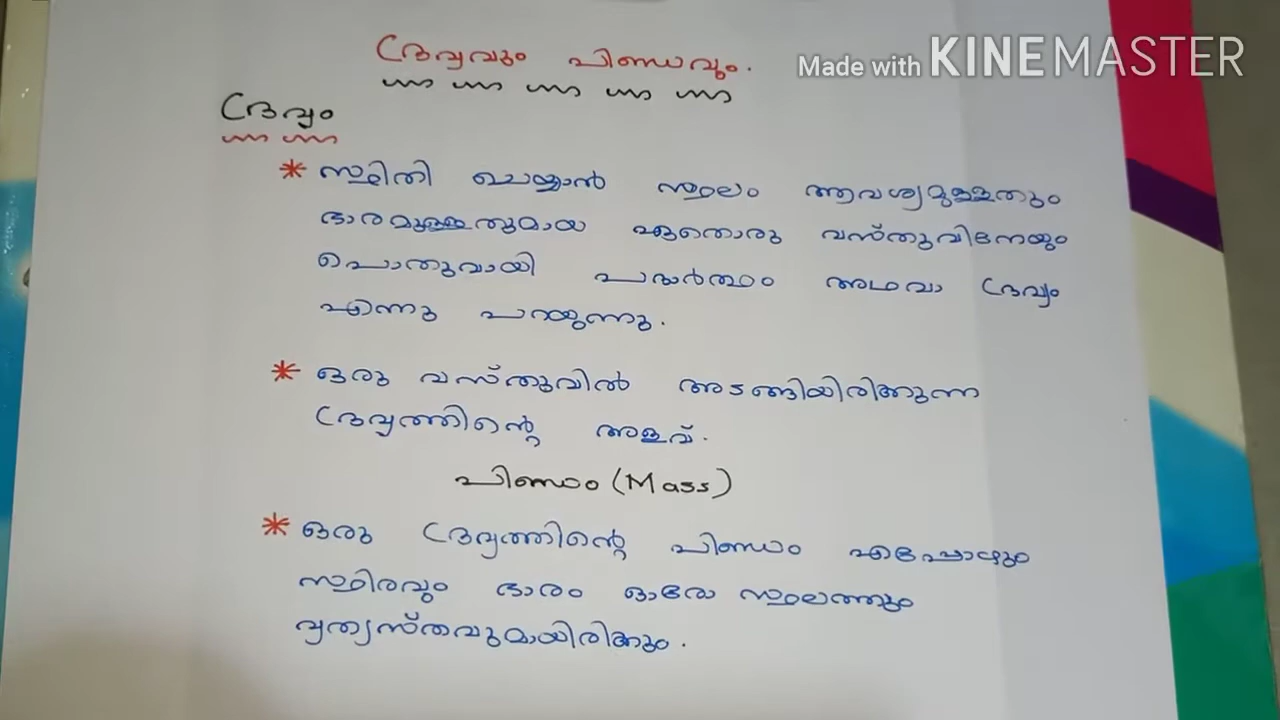 Made with KINEMASTER
ദ്രവ്യവും പിണ്ഡവും.
ദ്രവ്യം
* സ്ഥിതി ചെയ്യാൻ സ്ഥലം ആവശ്യമുള്ളതും
ഭാരമുള്ളതുമായ ഏതൊരു വസ്തുവിനേയും
പൊതുവായി പദാർത്ഥം അഥവാ ദ്രവ്യം
എന്നു പറയുന്നു.
* ഒരു വസ്തുവിൽ അടങ്ങിയിരിക്കുന്ന
ദ്രവ്യത്തിന്റെ അളവ്.
പിണ്ഡം (Mass)
* ഒരു ദ്രവ്യത്തിന്റെ പിണ്ഡം എപ്പോഴും
സ്ഥിരവും ഭാരം ഓരോ സ്ഥലത്തും
വ്യത്യസ്തവുമായിരിക്കും.